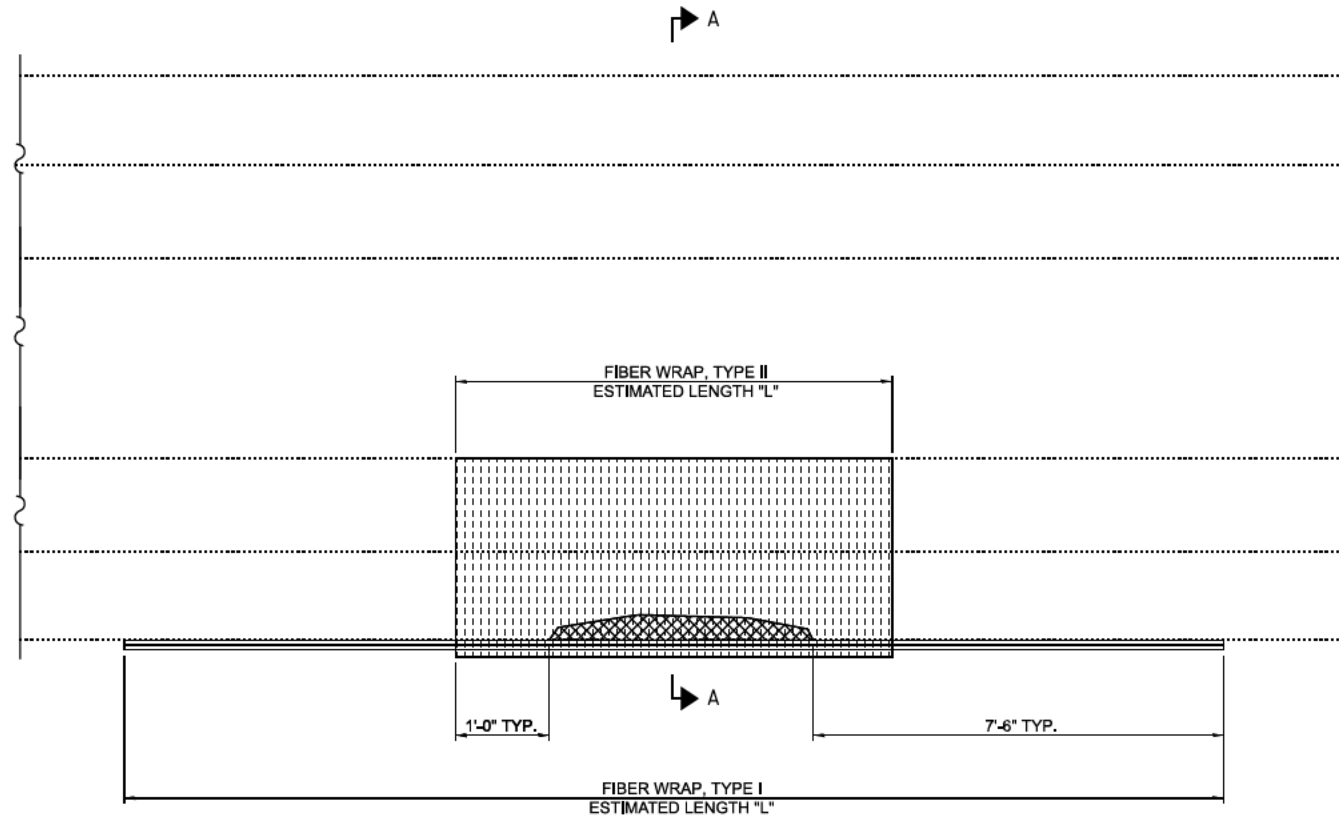 A
FIBER WRAP, TYPE II
ESTIMATED LENGTH "L"
A
1'-0" TYP.
7'-6" TYP.
FIBER WRAP, TYPE I
ESTIMATED LENGTH "L"